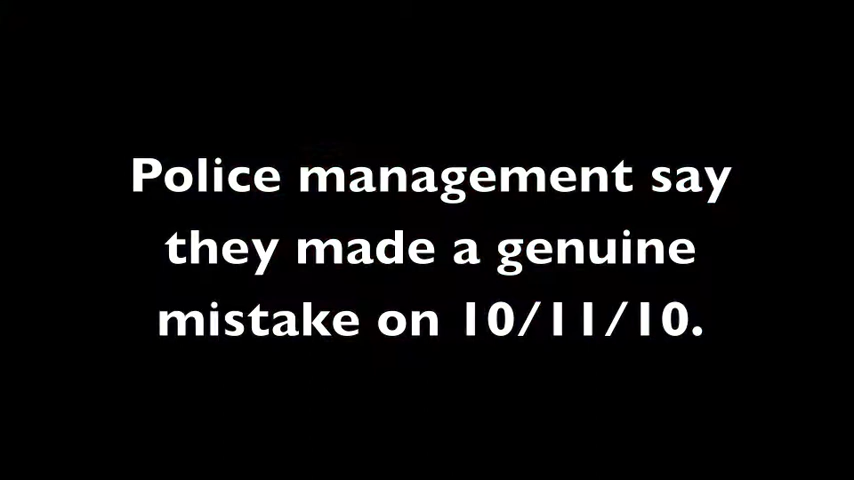 Police management say
they made a genuine
mistake on 10/11/10.